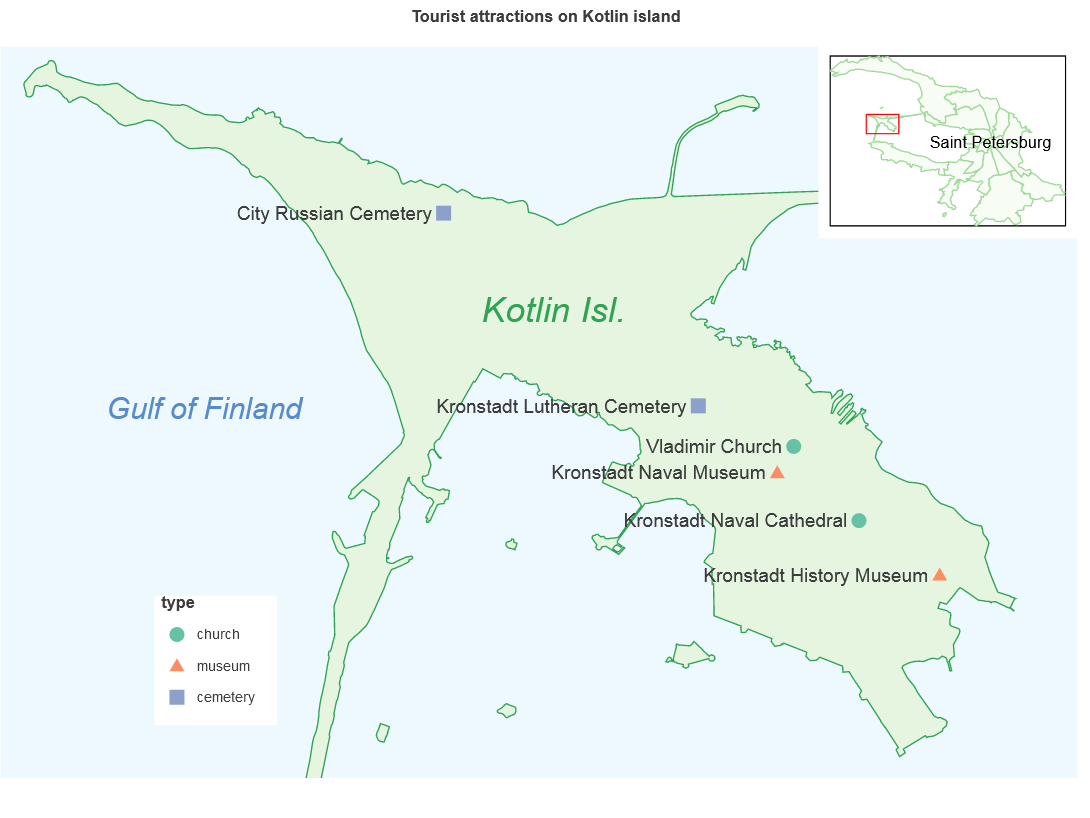 Tourist attractions on Kotlin island
Saint Petersburg
City Russian Cemetery
Kotlin Isl.
Gulf of Finland
Kronstadt Lutheran Cemetery
Vladimir Church
Kronstadt Naval Museum
Kronstadt Naval Cathedral
Kronstadt History Museum
type
church
museum
cemetery